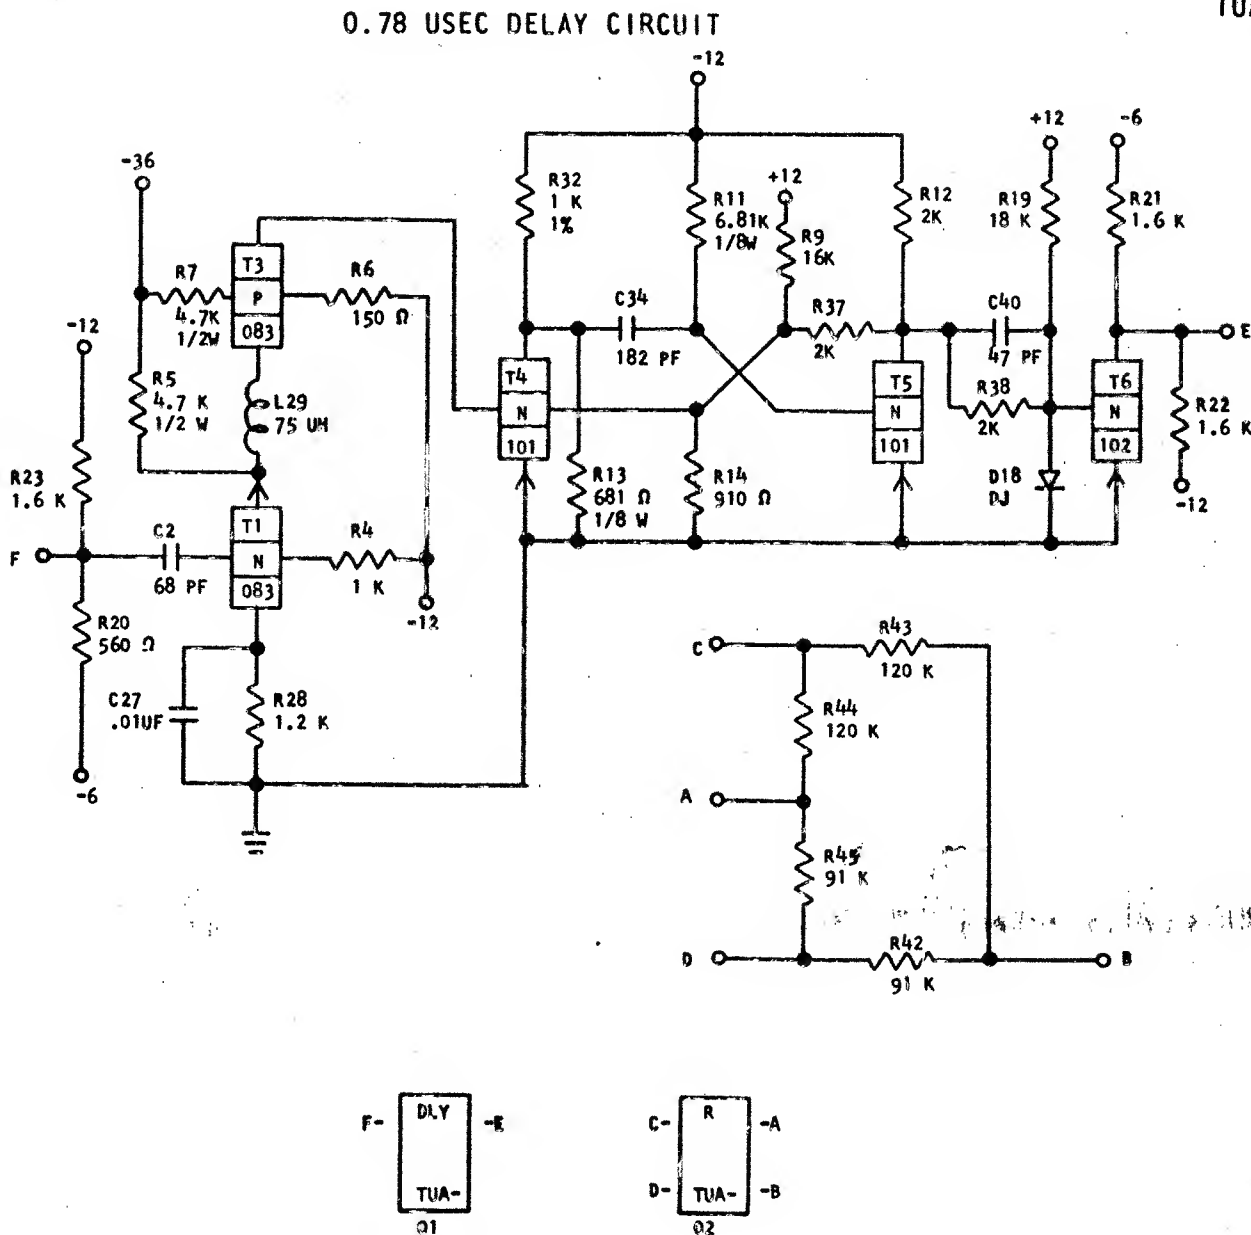 TU
0.78 USEC DELAY CIRCUIT
-12
+12
-6
-36
R32
1 K
1%
R11
6.81K
1/8W
+12
R9
16K
R12
2K
R19
18 K
R21
1.6 K
T3
P
083
R7
4.7K
1/2W
R6
150 Ω
-12
C34
182 PF
R37
2K
C40
47 PF
E
R5
4.7 K
1/2 W
L29
75 UH
T4
N
101
T5
N
101
R38
2K
T6
N
102
R22
1.6 K
-12
R23
1.6 K
R13
681 Ω
1/8 W
R14
910 Ω
D18
DJ
F
C2
68 PF
T1
N
083
R4
1 K
-12
R20
560 Ω
-6
C27
.01UF
R28
1.2 K
C
R43
120 K
R44
120 K
A
R45
91 K
D
R42
91 K
B
F-
DLY
-E
TUA-
01
C-
R
-A
D-
TUA-
-B
02